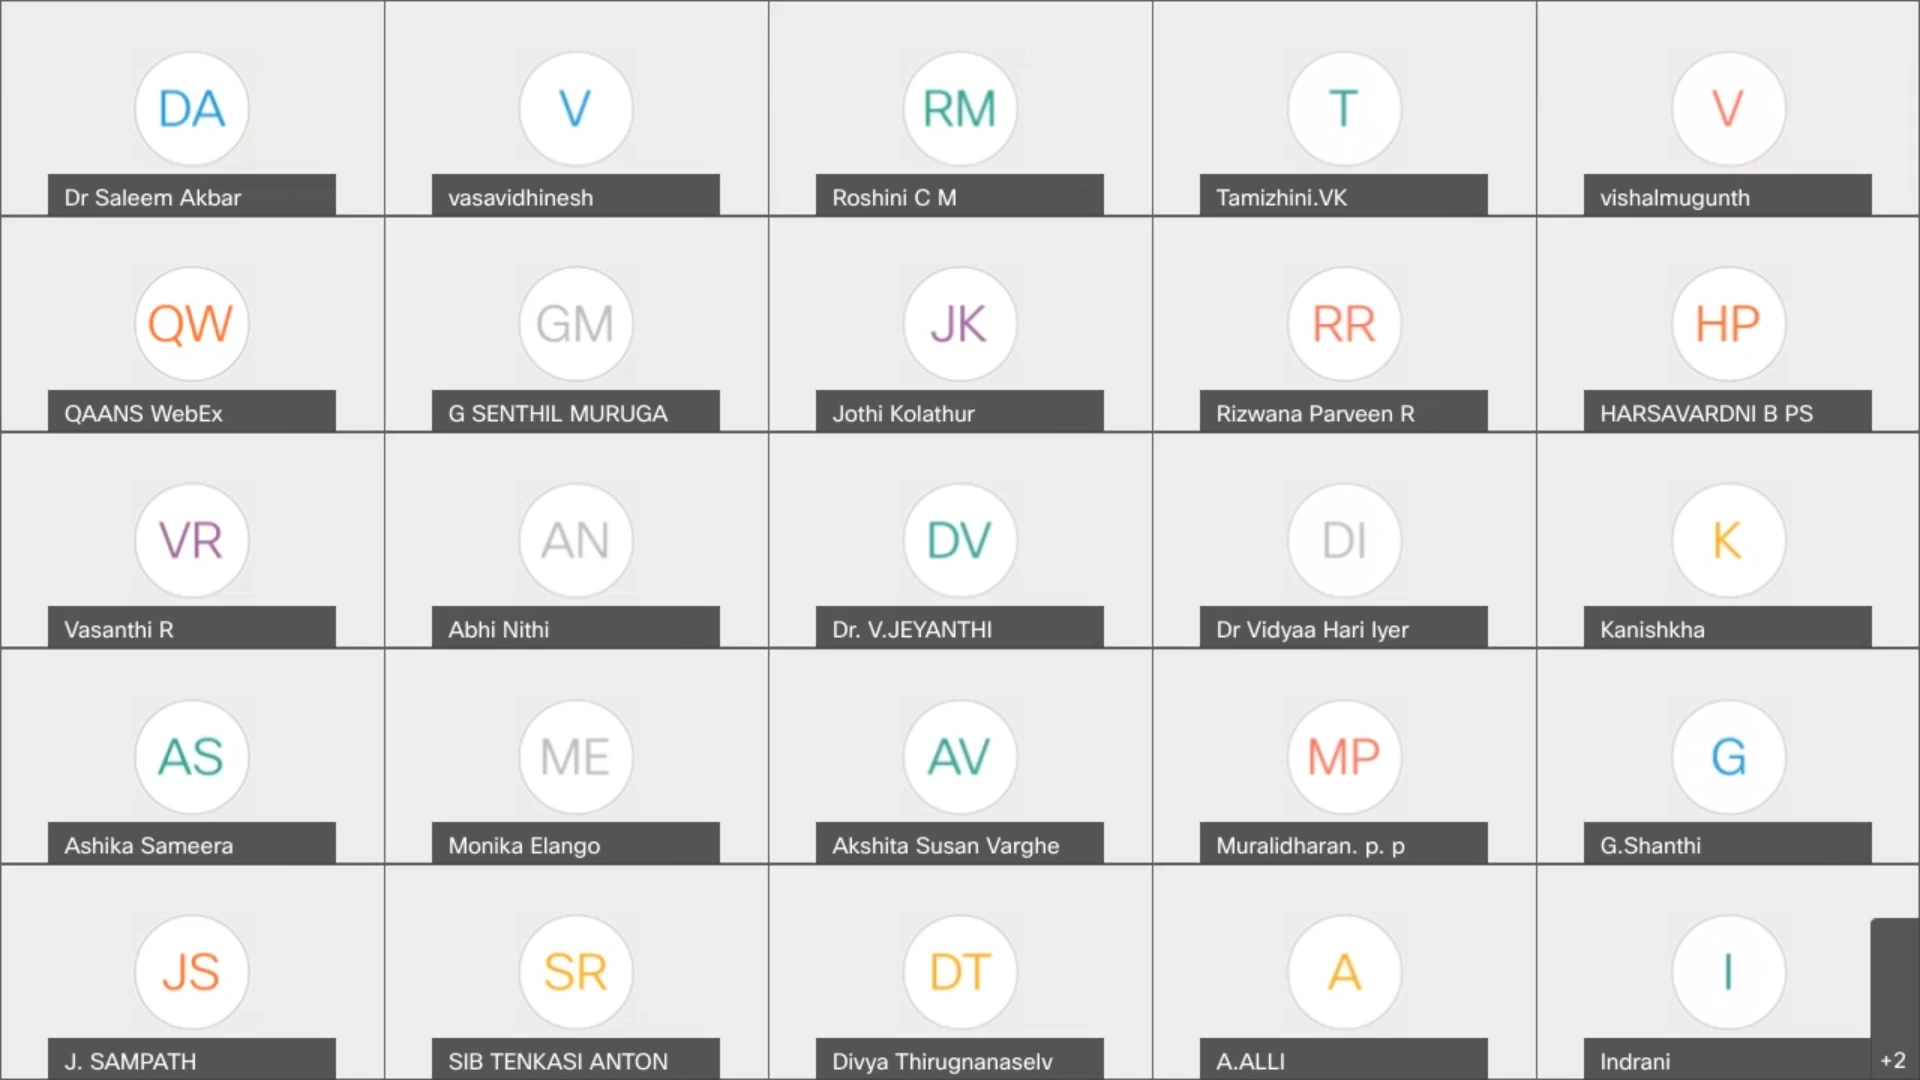 DA
Dr Saleem Akbar
V
vasavidhinesh
RM
Roshini C M
T
Tamizhini.VK
V
vishalmugunth
QW
QAANS WebEx
GM
G SENTHIL MURUGA
JK
Jothi Kolathur
RR
Rizwana Parveen R
HP
HARSAVARDNI B PS
VR
Vasanthi R
AN
Abhi Nithi
DV
Dr. V.JEYANTHI
DI
Dr Vidyaa Hari Iyer
K
Kanishkha
AS
Ashika Sameera
ME
Monika Elango
AV
Akshita Susan Varghe
MP
Muralidharan. p. p
G
G.Shanthi
JS
J. SAMPATH
SR
SIB TENKASI ANTON
DT
Divya Thirugnanaselv
A
A.ALLI
I
Indrani
+2